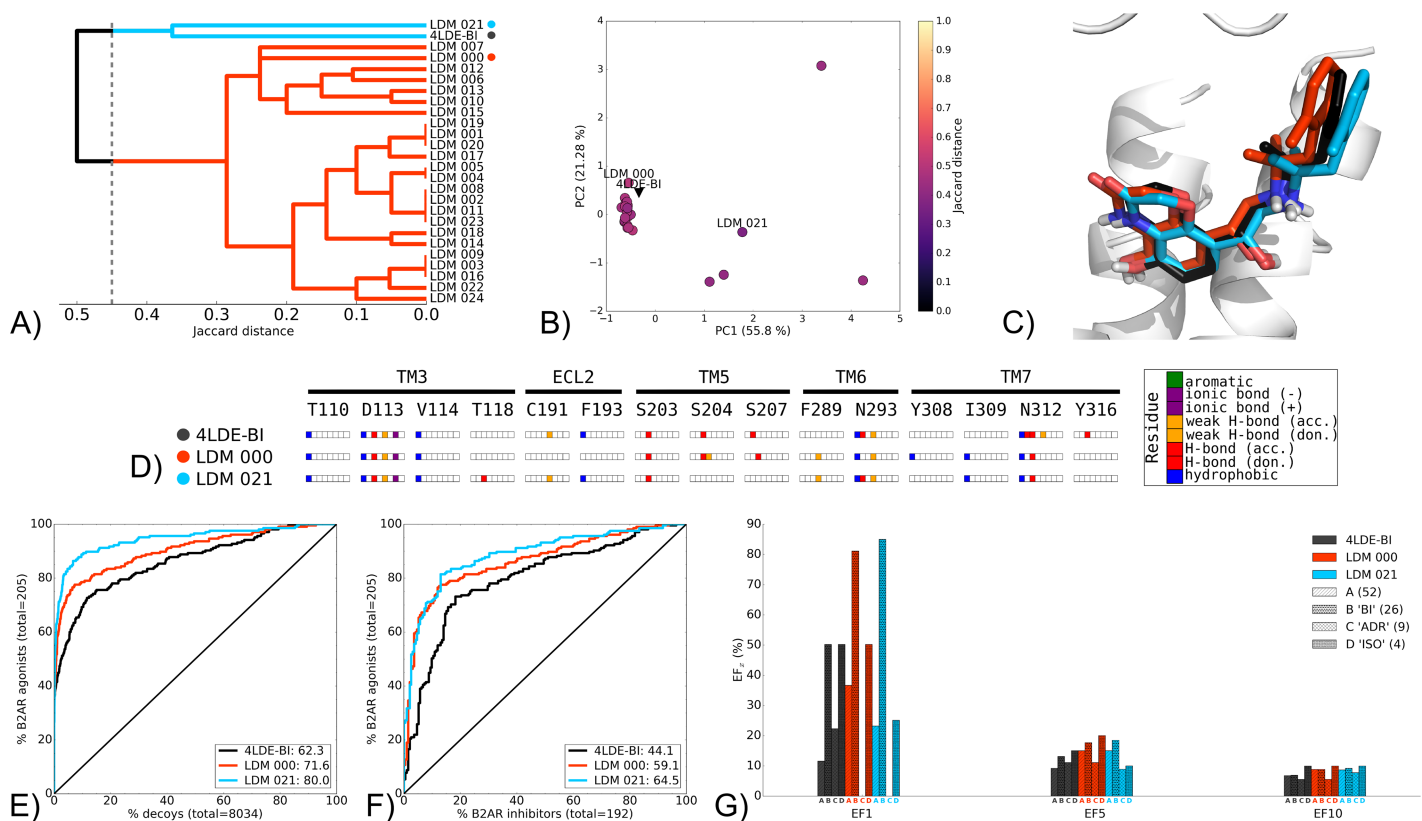 LDM 021
4LDE-BI
LDM 007
LDM 000
LDM 012
LDM 006
LDM 013
LDM 010
LDM 015
LDM 019
LDM 001
LDM 020
LDM 017
LDM 005
LDM 004
LDM 008
LDM 002
LDM 011
LDM 023
LDM 018
LDM 014
LDM 009
LDM 003
LDM 016
LDM 022
LDM 024
0.5 0.4 0.3 0.2 0.1 0.0
Jaccard distance
A)
4
3
2
1
0
−1
−2
PC2 (21.28 %)
LDM 000
4LDE-BI
LDM 021
−1 0 1 2 3 4 5
PC1 (55.8 %)
B)
1.0
0.9
0.8
0.7
0.6
0.5
0.4
0.3
0.2
0.1
0.0
Jaccard distance
C)
TM3 ECL2 TM5 TM6 TM7
T110 D113 V114 T118 C191 F193 S203 S204 S207 F289 N293 Y308 I309 N312 Y316
4LDE-BI
LDM 000
LDM 021
D)
Residue
aromatic
ionic bond (-)
ionic bond (+)
weak H-bond (acc.)
weak H-bond (don.)
H-bond (acc.)
H-bond (don.)
hydrophobic
100
80
60
40
20
0
% B2AR agonists (total=205)
4LDE-BI: 62.3
LDM 000: 71.6
LDM 021: 80.0
0 20 40 60 80 100
% decoys (total=8034)
E)
100
80
60
40
20
0
% B2AR agonists (total=205)
4LDE-BI: 44.1
LDM 000: 59.1
LDM 021: 64.5
0 20 40 60 80 100
% B2AR inhibitors (total=192)
F)
90
80
70
60
50
40
30
20
10
0
EFx (%)
4LDE-BI
LDM 000
LDM 021
A (52)
B 'BI' (26)
C 'ADR' (9)
D 'ISO' (4)
A B C D A B C D A B C D
A B C D A B C D A B C D
A B C D A B C D A B C D
EF1 EF5 EF10
G)